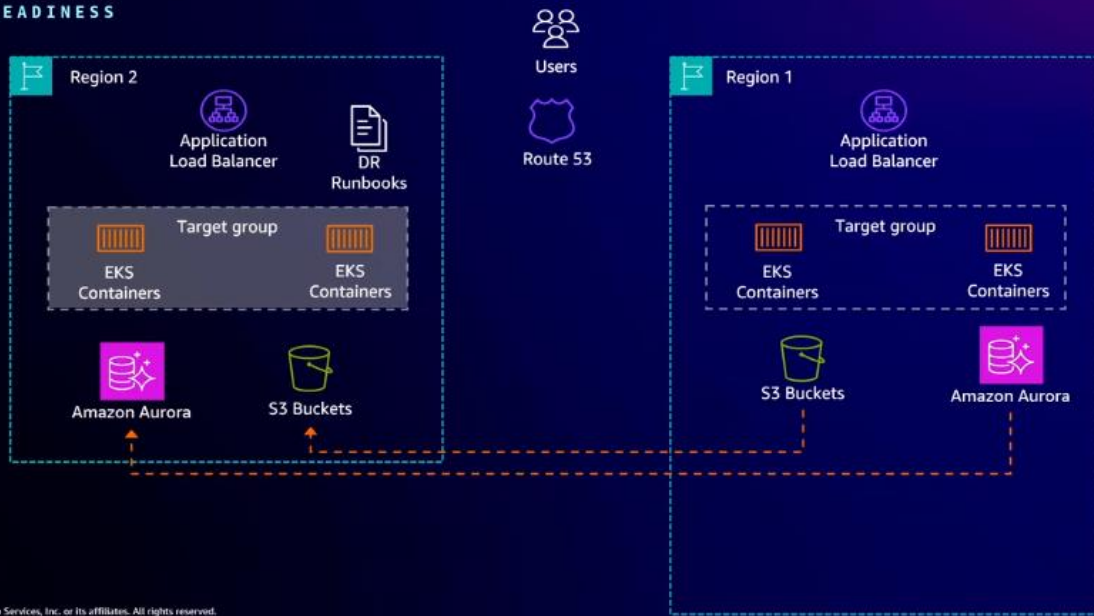 EADINESS
Users
Route 53
Region 2
Application
Load Balancer
DR
Runbooks
Target group
EKS
Containers
EKS
Containers
Amazon Aurora
S3 Buckets
Region 1
Application
Load Balancer
Target group
EKS
Containers
EKS
Containers
S3 Buckets
Amazon Aurora
Services, Inc. or its affiliates. All rights reserved.